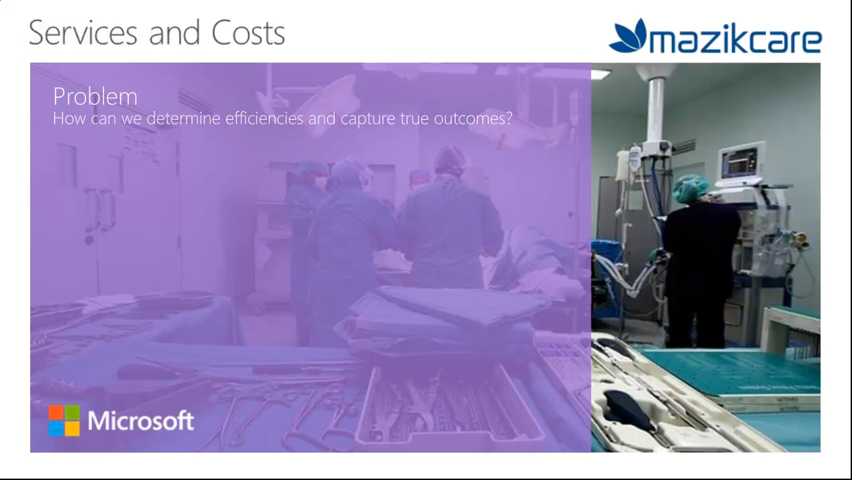 Services and Costs
mazikcare
Problem
How can we determine efficiencies and capture true outcomes?
Microsoft